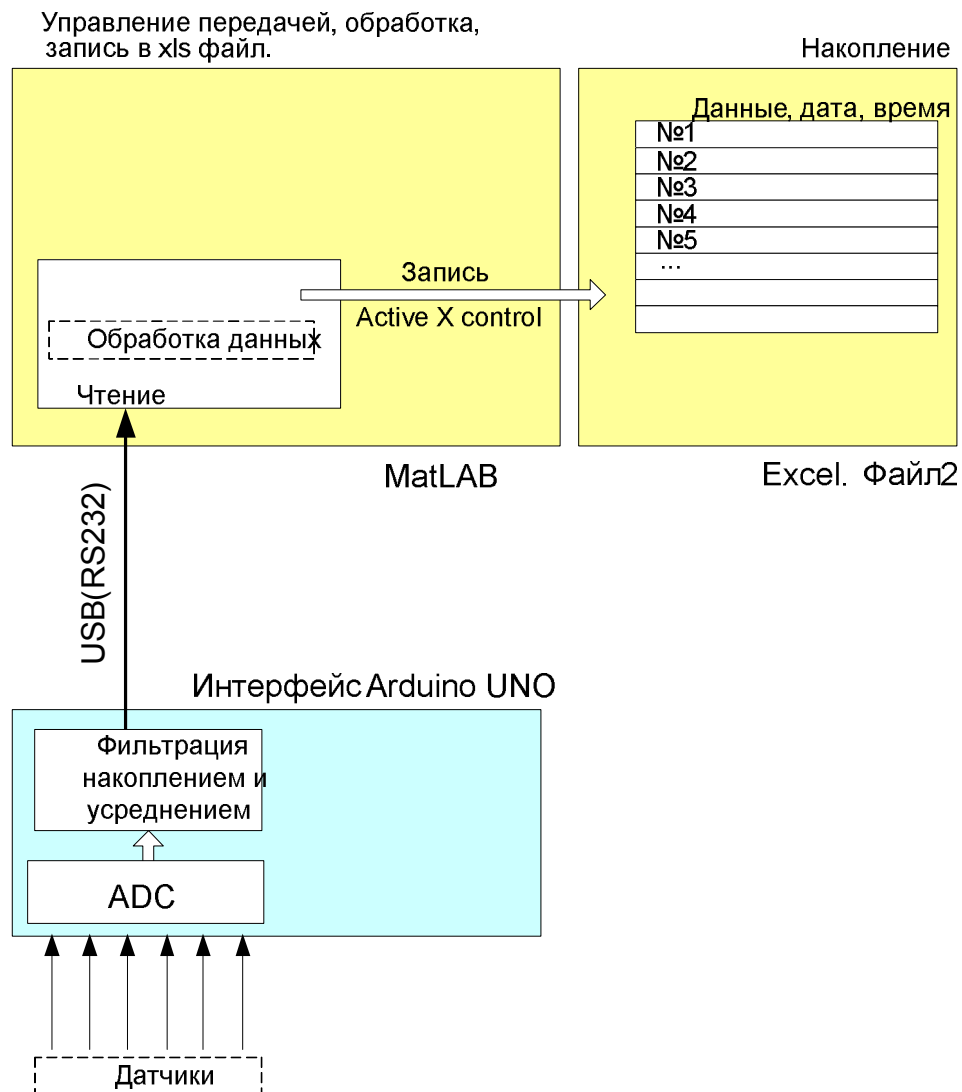 Управление передачей, обработка,
запись в xls файл.
Накопление
Данные, дата, время
№1
№2
№3
№4
№5
...
Запись
Active X control
Обработка данных
Чтение
MatLAB
Excel. Файл2
USB(RS232)
Интерфейс Arduino UNO
Фильтрация
накоплением и
усреднением
ADC
Датчики